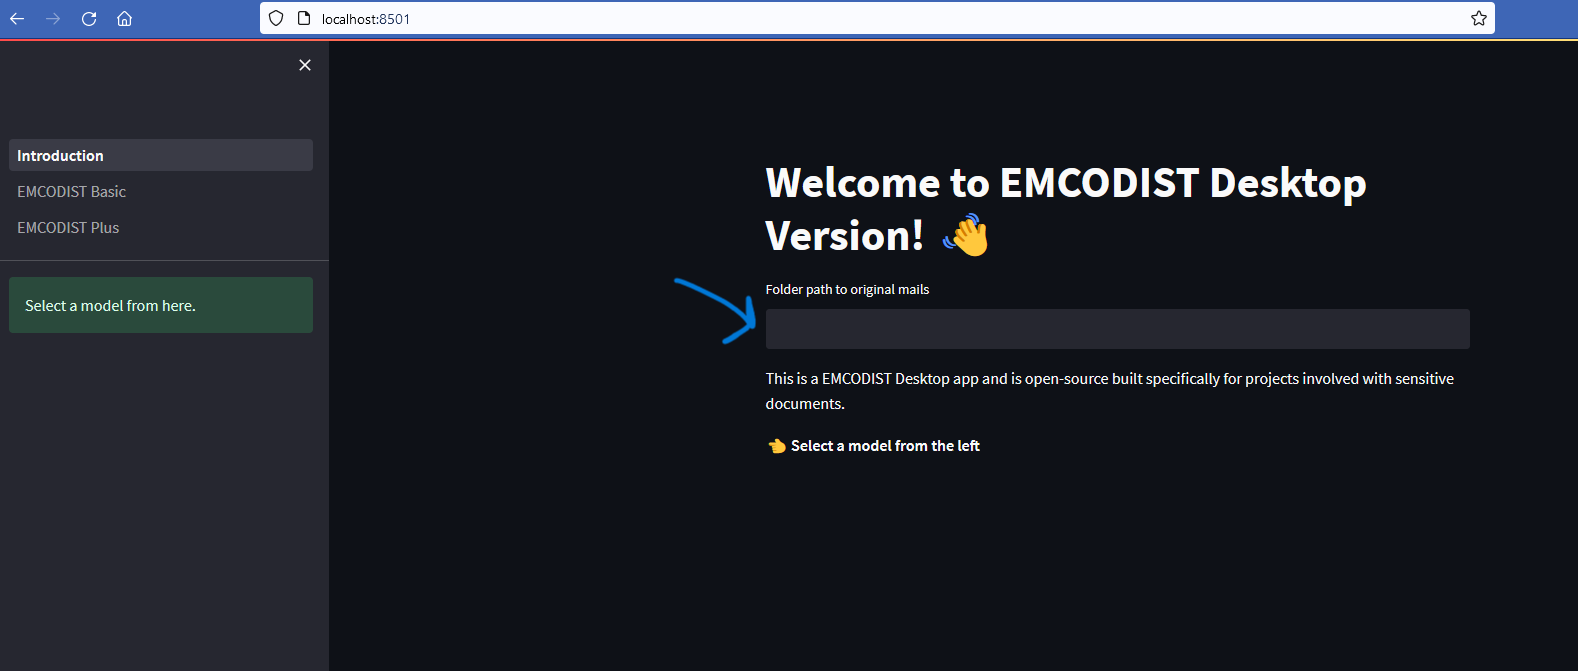 localhost:8501
Introduction
EMCODIST Basic
EMCODIST Plus
Select a model from here.
Welcome to EMCODIST Desktop
Version! 👋
Folder path to original mails
This is a EMCODIST Desktop app and is open-source built specifically for projects involved with sensitive
documents.
👈 Select a model from the left